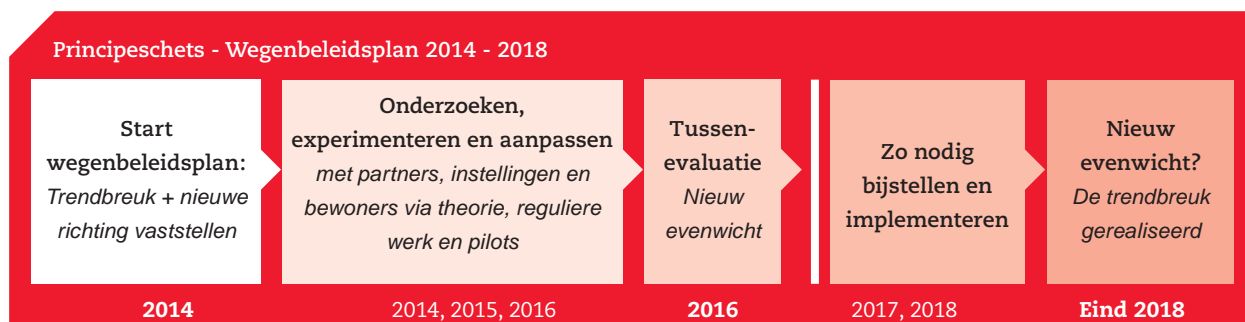 Principeschets - Wegenbeleidsplan 2014 - 2018
Start
wegenbeleidsplan:
Trendbreuk + nieuwe
richting vaststellen
Onderzoeken,
experimenteren en aanpassen
met partners, instellingen en
bewoners via theorie, reguliere
werk en pilots
Tussen-
evaluatie
Nieuw
evenwicht
Zo nodig
bijstellen en
implementeren
Nieuw
evenwicht?
De trendbreuk
gerealiseerd
2014
2014, 2015, 2016
2016
2017, 2018
Eind 2018